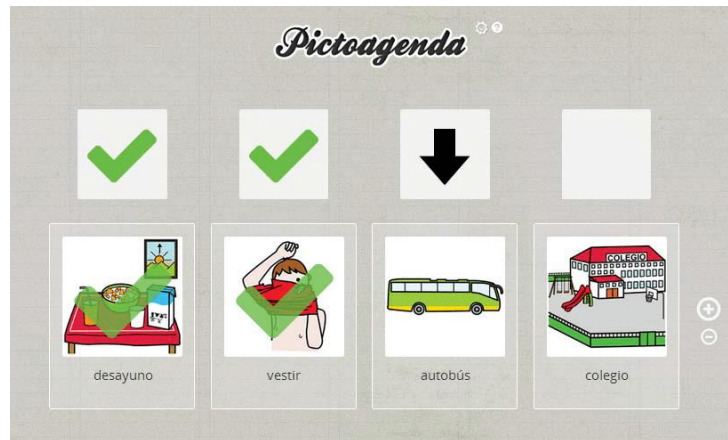 Pictoagenda
COLEGIO
desayuno
vestir
autobús
colegio